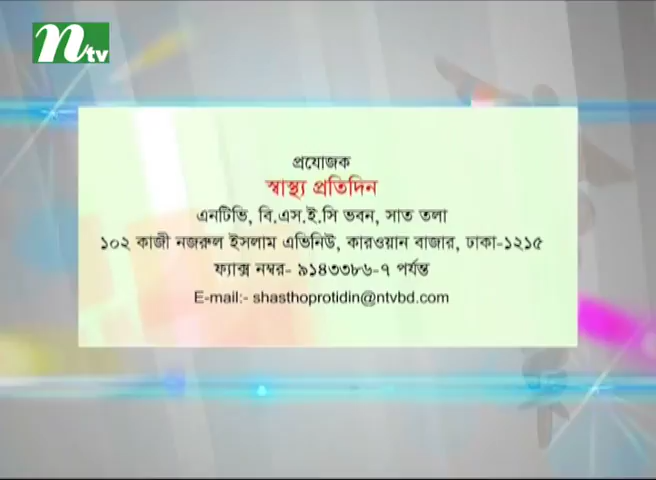 ntv
প্রযোজক
স্বাস্থ্য প্রতিদিন
এনটিভি, বি.এস.ই.সি ভবন, সাত তলা
১০২ কাজী নজরুল ইসলাম এভিনিউ, কারওয়ান বাজার, ঢাকা-১২১৫
ফ্যাক্স নম্বর- ৯১৪৩৩৮৬-৭ পর্যন্ত
E-mail:- shasthoprotidin@ntvbd.com